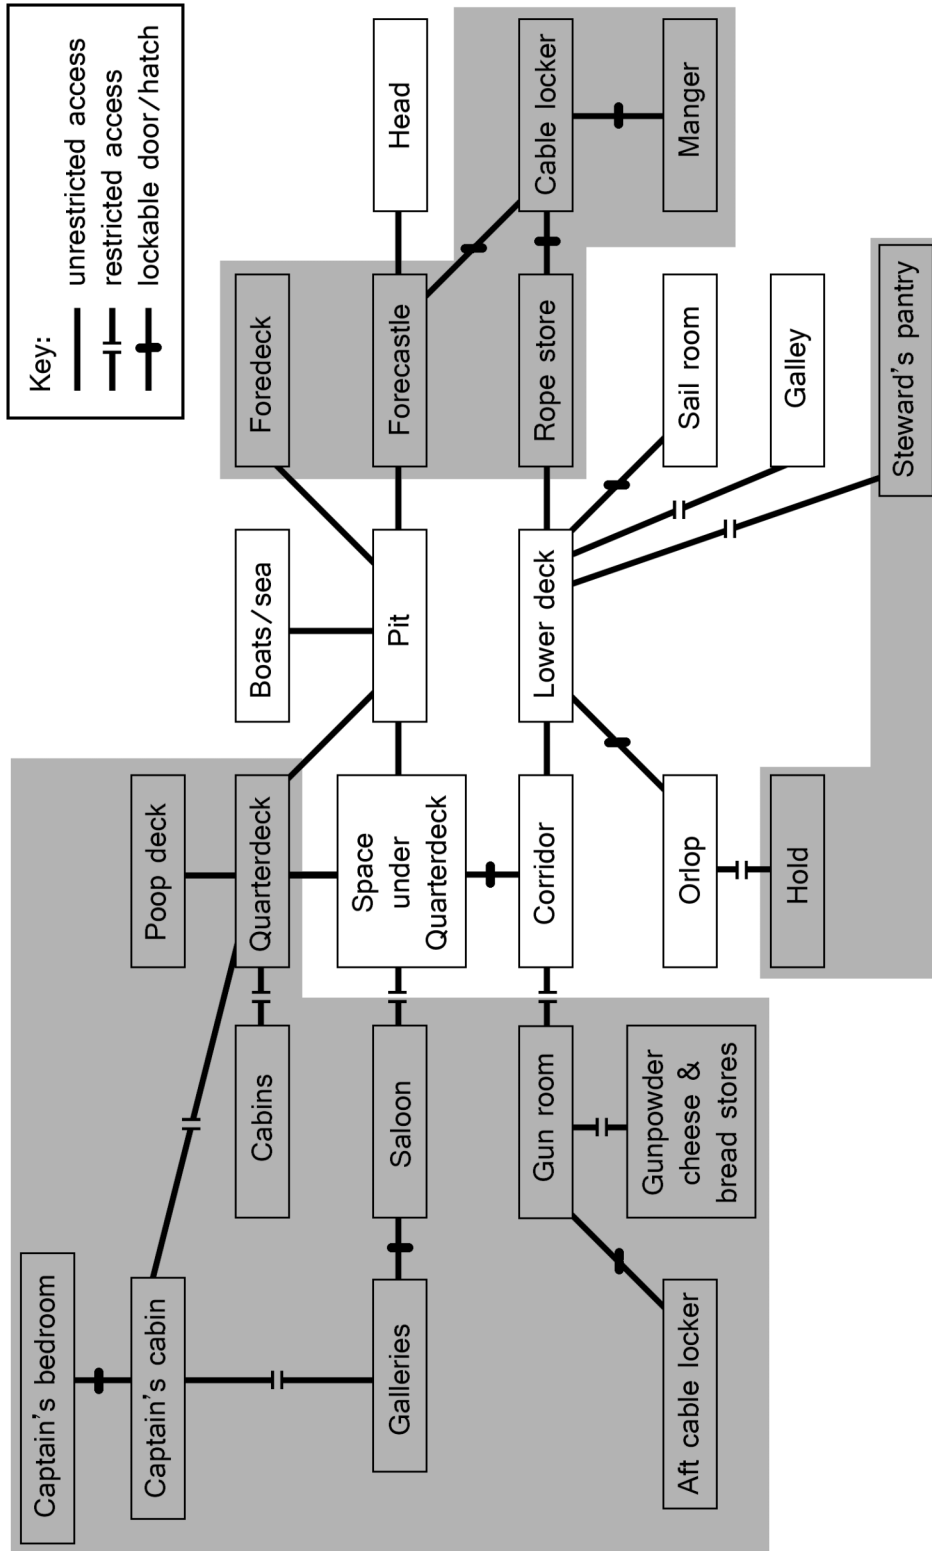 Captain's bedroom
Key:
unrestricted access
restricted access
lockable door/hatch
Captain's cabin
Poop deck
Cabins
Quarterdeck
Boats/sea
Foredeck
Galleries
Saloon
Space
under
Quarterdeck
Pit
Forecastle
Head
Gun room
Corridor
Lower deck
Rope store
Cable locker
Aft cable locker
Gunpowder
cheese &
bread stores
Orlop
Sail room
Manger
Hold
Galley
Steward's pantry